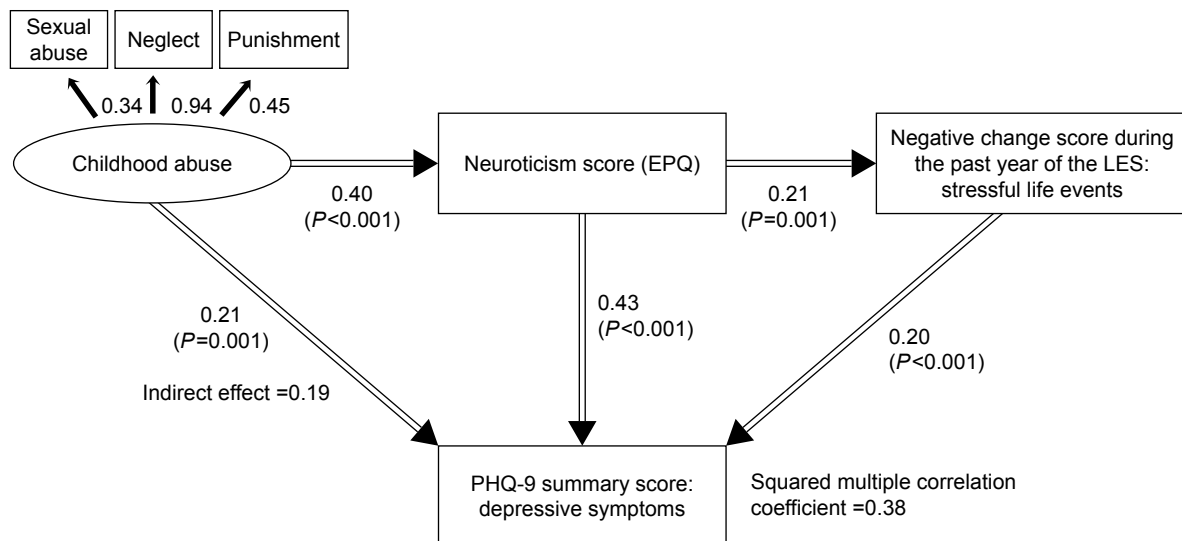 Sexual
abuse
Neglect
Punishment
0.34
0.94
0.45
Childhood abuse
Neuroticism score (EPQ)
Negative change score during
the past year of the LES:
stressful life events
0.40
(P<0.001)
0.21
(P=0.001)
0.21
(P=0.001)
0.43
(P<0.001)
0.20
(P<0.001)
Indirect effect =0.19
PHQ-9 summary score:
depressive symptoms
Squared multiple correlation
coefficient =0.38